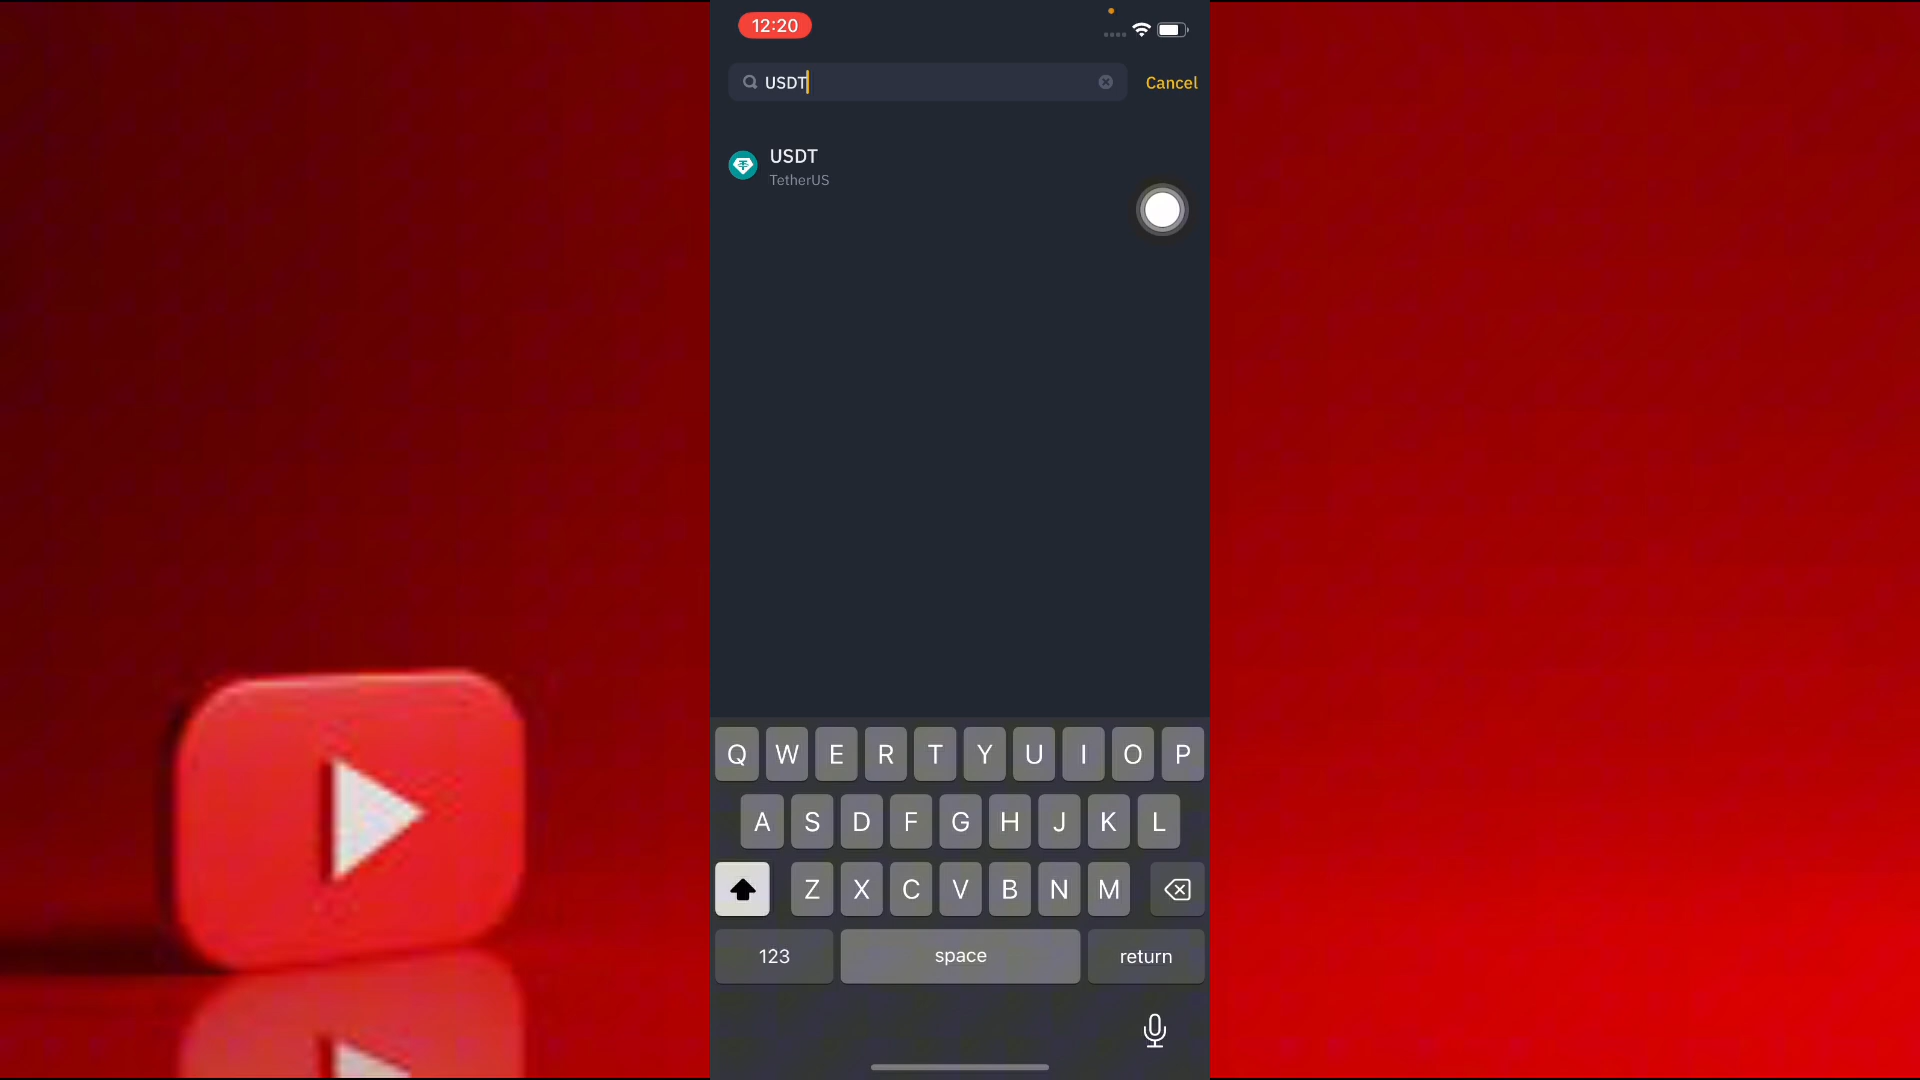 12:20
USDT
Cancel
USDT
TetherUS
Q W E R T Y U I O P
A S D F G H J K L
Z X C V B N M
123 space return